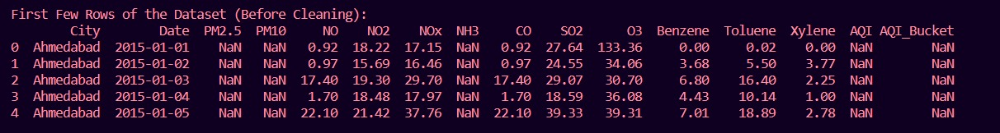 First Few Rows of the Dataset (Before Cleaning):
City Date PM2.5 PM10 NO NO2 NOx NH3 CO SO2 O3 Benzene Toluene Xylene AQI AQI_Bucket
0 Ahmedabad 2015-01-01 NaN NaN 0.92 18.22 17.15 NaN 0.92 27.64 133.36 0.00 0.02 0.00 NaN NaN
1 Ahmedabad 2015-01-02 NaN NaN 0.97 15.69 16.46 NaN 0.97 24.55 34.06 3.68 5.50 3.77 NaN NaN
2 Ahmedabad 2015-01-03 NaN NaN 17.40 19.30 29.70 NaN 17.40 29.07 30.70 6.80 16.40 2.25 NaN NaN
3 Ahmedabad 2015-01-04 NaN NaN 1.70 18.48 17.97 NaN 1.70 18.59 36.08 4.43 10.14 1.00 NaN NaN
4 Ahmedabad 2015-01-05 NaN NaN 22.10 21.42 37.76 NaN 22.10 39.33 39.31 7.01 18.89 2.78 NaN NaN